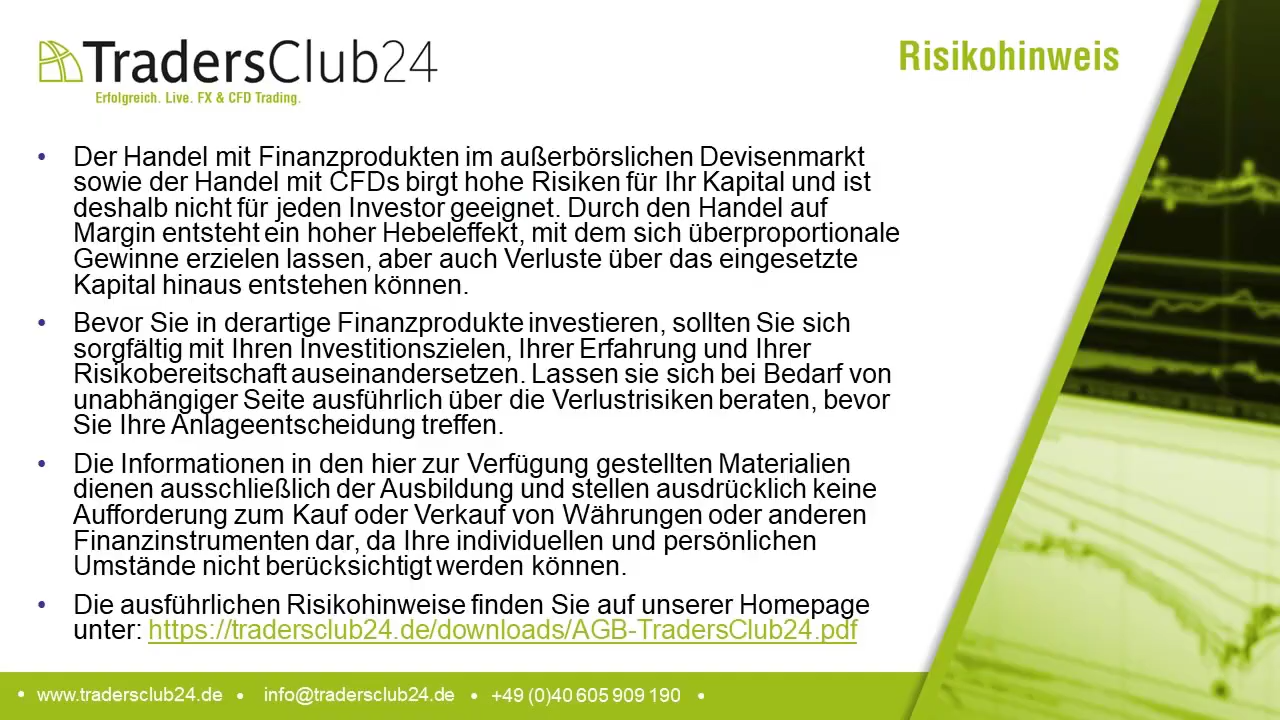 TradersClub24
Erfolgreich. Live. FX & CFD Trading.
Risikohinweis
• Der Handel mit Finanzprodukten im außerbörslichen Devisenmarkt
sowie der Handel mit CFDs birgt hohe Risiken für Ihr Kapital und ist
deshalb nicht für jeden Investor geeignet. Durch den Handel auf
Margin entsteht ein hoher Hebeleffekt, mit dem sich überproportionale
Gewinne erzielen lassen, aber auch Verluste über das eingesetzte
Kapital hinaus entstehen können.
• Bevor Sie in derartige Finanzprodukte investieren, sollten Sie sich
sorgfältig mit Ihren Investitionszielen, Ihrer Erfahrung und Ihrer
Risikobereitschaft auseinandersetzen. Lassen sie sich bei Bedarf von
unabhängiger Seite ausführlich über die Verlustrisiken beraten, bevor
Sie Ihre Anlageentscheidung treffen.
• Die Informationen in den hier zur Verfügung gestellten Materialien
dienen ausschließlich der Ausbildung und stellen ausdrücklich keine
Aufforderung zum Kauf oder Verkauf von Währungen oder anderen
Finanzinstrumenten dar, da Ihre individuellen und persönlichen
Umstände nicht berücksichtigt werden können.
• Die ausführlichen Risikohinweise finden Sie auf unserer Homepage
unter: https://tradersclub24.de/downloads/AGB-TradersClub24.pdf
• www.tradersclub24.de • info@tradersclub24.de • +49 (0)40 605 909 190 •